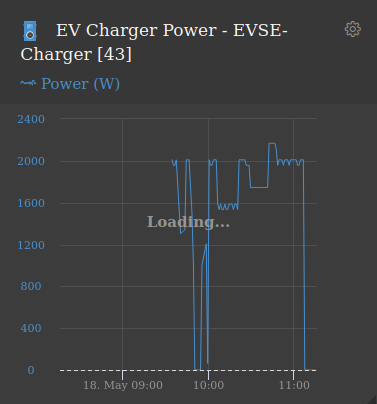 EV Charger Power - EVSE-
Charger [43]
Power (W)
2400
2000
1600
Loading...
1200
800
400
0
18. May 09:00 10:00 11:00